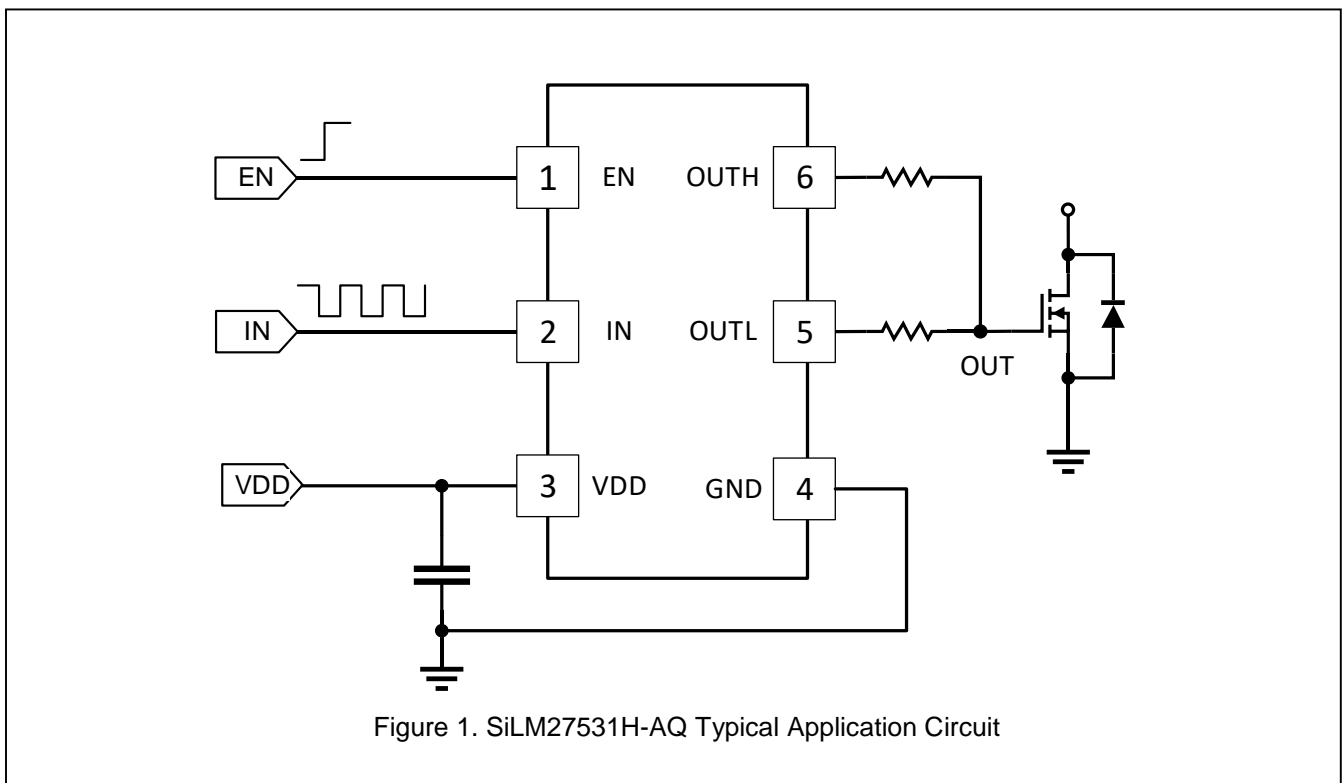 EN 1 EN OUTH 6
IN 2 IN OUTL 5
OUT
VDD 3 VDD GND 4
Figure 1. SiLM27531H-AQ Typical Application Circuit